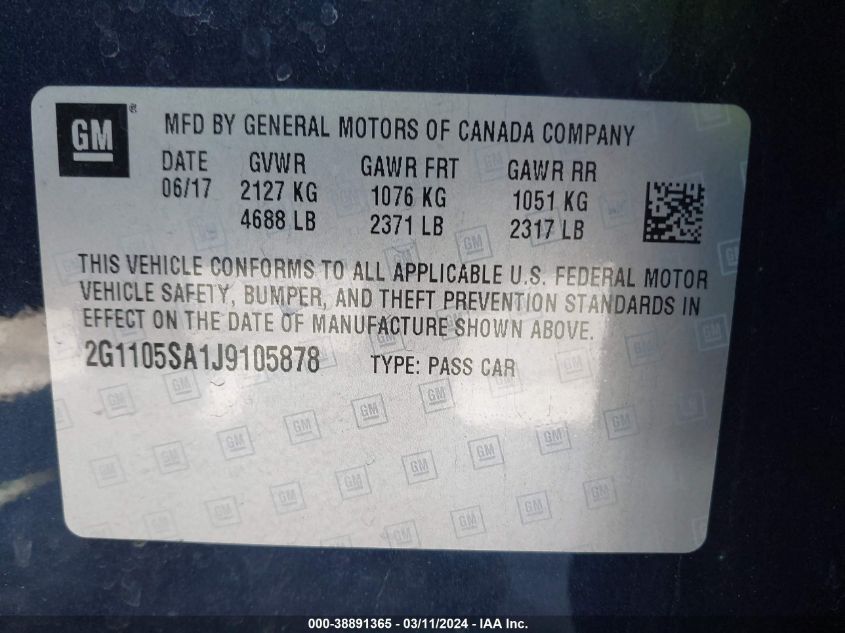 GM ®
MFD BY GENERAL MOTORS OF CANADA COMPANY
DATE GVWR GAWR FRT GAWR RR
06/17 2127 KG 1076 KG 1051 KG
4688 LB 2371 LB 2317 LB
THIS VEHICLE CONFORMS TO ALL APPLICABLE U.S. FEDERAL MOTOR
VEHICLE SAFETY, BUMPER, AND THEFT PREVENTION STANDARDS IN
EFFECT ON THE DATE OF MANUFACTURE SHOWN ABOVE.
2G1105SA1J9105878 TYPE: PASS CAR
000-38891365 - 03/11/2024 - IAA Inc.